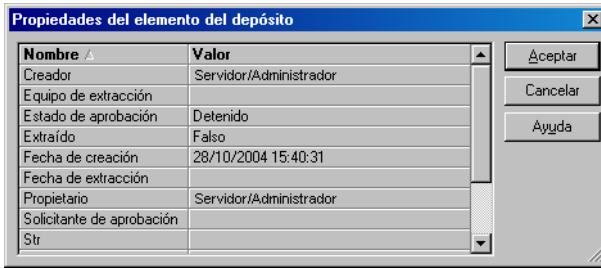 Propiedades del elemento del depósito
Nombre Valor
Creador Servidor/Administrador
Equipo de extracción
Estado de aprobación Detenido
Extraído Falso
Fecha de creación 28/10/2004 15:40:31
Fecha de extracción
Propietario Servidor/Administrador
Solicitante de aprobación
Str
Aceptar
Cancelar
Ayuda